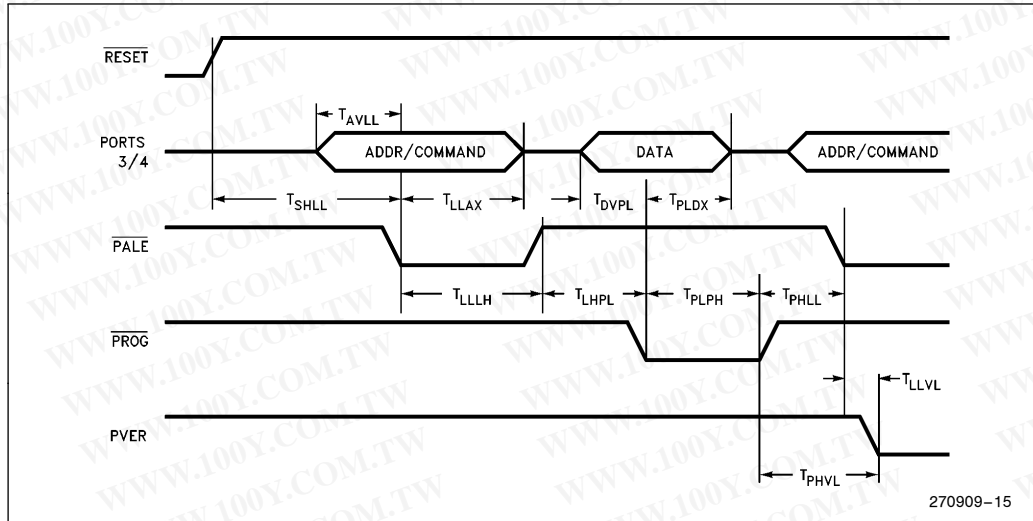 RESET
T_AVLL
PORTS 3/4
ADDR/COMMAND
DATA
ADDR/COMMAND
T_SHLL
T_LLAX
T_DVPL
T_PLDX
PALE
T_LLLH
T_LHPL
T_PLPH
T_PHLL
PROG
T_LLVL
PVER
T_PHVL
270909-15
WWW.100Y.COM.TW